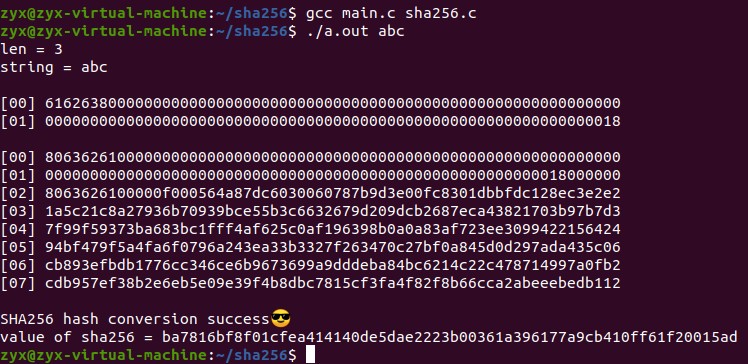 zyx@zyx-virtual-machine:~/sha256$ gcc main.c sha256.c
zyx@zyx-virtual-machine:~/sha256$ ./a.out abc
len = 3
string = abc
[00] 6162638000000000000000000000000000000000000000000000000000000000
[01] 0000000000000000000000000000000000000000000000000000000000000018
[00] 8063626100000000000000000000000000000000000000000000000000000000
[01] 0000000000000000000000000000000000000000000000000000000018000000
[02] 8063626100000f000564a87dc6030060787b9d3e00fc8301dbbfdc128ec3e2e2
[03] 1a5c21c8a27936b70939bce55b3c6632679d209dcb2687eca43821703b97b7d3
[04] 7f99f59373ba683bc1fff4af625c0af196398b0a0a83af723ee3099422156424
[05] 94bf479f5a4fa6f0796a243ea33b3327f263470c27bf0a845d0d297ada435c06
[06] cb893efbdb1776cc346ce6b9673699a9dddeba84bc6214c22c478714997a0fb2
[07] cdb957ef38b2e6eb5e09e39f4b8dbc7815cf3fa4f82f8b66cca2abeeebedb112
SHA256 hash conversion success😎
value of sha256 = ba7816bf8f01cfea414140de5dae2223b00361a396177a9cb410ff61f20015ad
zyx@zyx-virtual-machine:~/sha256$